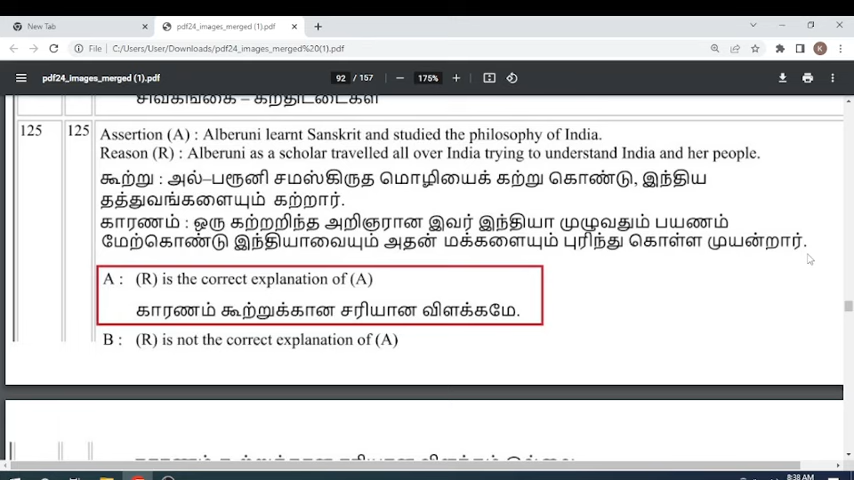 New Tab
pdf24_images_merged (1).pdf
File
C:/Users/User/Downloads/pdf24_images_merged%20(1).pdf
K
pdf24_images_merged (1).pdf
92 / 157
175%
சிவகங்கை – கற்திட்டைகள்
125 125 Assertion (A) : Alberuni learnt Sanskrit and studied the philosophy of India.
Reason (R) : Alberuni as a scholar travelled all over India trying to understand India and her people.
கூற்று : அல்–பரூனி சமஸ்கிருத மொழியைக் கற்று கொண்டு, இந்திய
தத்துவங்களையும் கற்றார்.
காரணம் : ஒரு கற்றறிந்த அறிஞரான இவர் இந்தியா முழுவதும் பயணம்
மேற்கொண்டு இந்தியாவையும் அதன் மக்களையும் புரிந்து கொள்ள முயன்றார்.
A : (R) is the correct explanation of (A)
காரணம் கூற்றுக்கான சரியான விளக்கமே.
B : (R) is not the correct explanation of (A)
8:38 AM